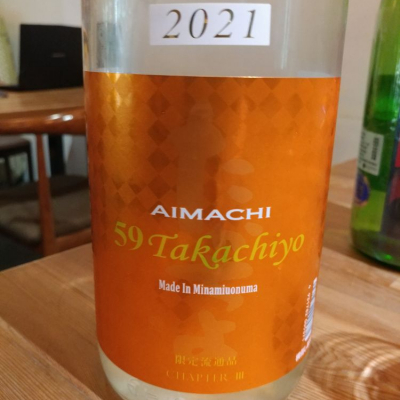 2021
AIMACHI
59 Takachiyo
Made In Minamiuonuma
限定流通品
CHAPTER-III